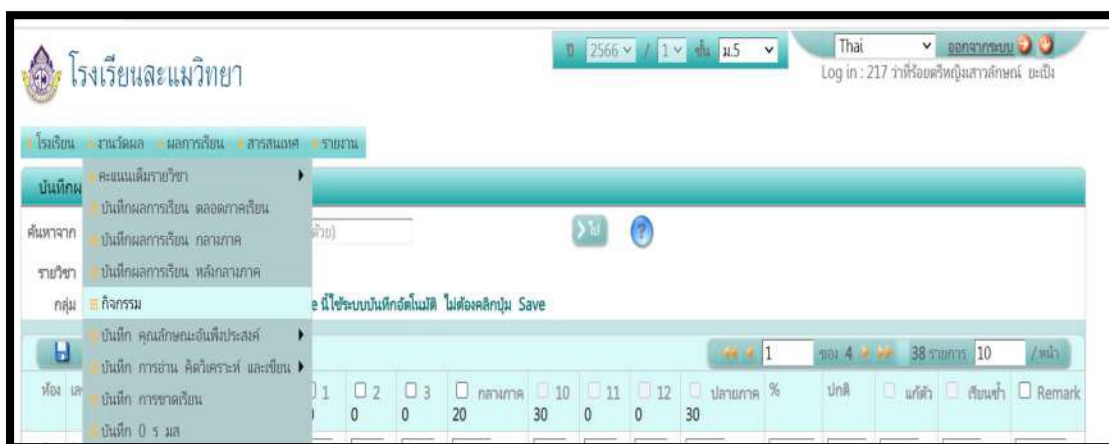 โรงเรียนละแมวิทยา
ปี 2566 / 1 ชั้น ม.5
Thai ออกจากระบบ
Log in : 217 ว่าที่ร้อยตรีหญิงเสาวลักษณ์ ยะเป็ง
โรงเรียน งานวัดผล ผลการเรียน สารสนเทศ รายงาน
บันทึกผ
คะแนนเต็มรายวิชา
บันทึกผลการเรียน ตลอดภาคเรียน
ค้นหาจาก บันทึกผลการเรียน กลางภาค ด้วย) ไป ?
รายวิชา บันทึกผลการเรียน หลังกลางภาค
กลุ่ม กิจกรรม e นี้ใช้ระบบบันทึกอัตโนมัติ ไม่ต้องคลิกปุ่ม Save
บันทึก คุณลักษณะอันพึงประสงค์
บันทึก การอ่าน คิดวิเคราะห์ และเขียน 1 ของ 4 38 รายการ 10 /หน้า
ห้อง เล 1 2 3 กลางภาค 10 11 12 ปลายภาค % ปกติ แก้ตัว เรียนซ้ำ Remark
บันทึก การขาดเรียน 0 0 20 30 0 0 30
บันทึก 0 ร มส